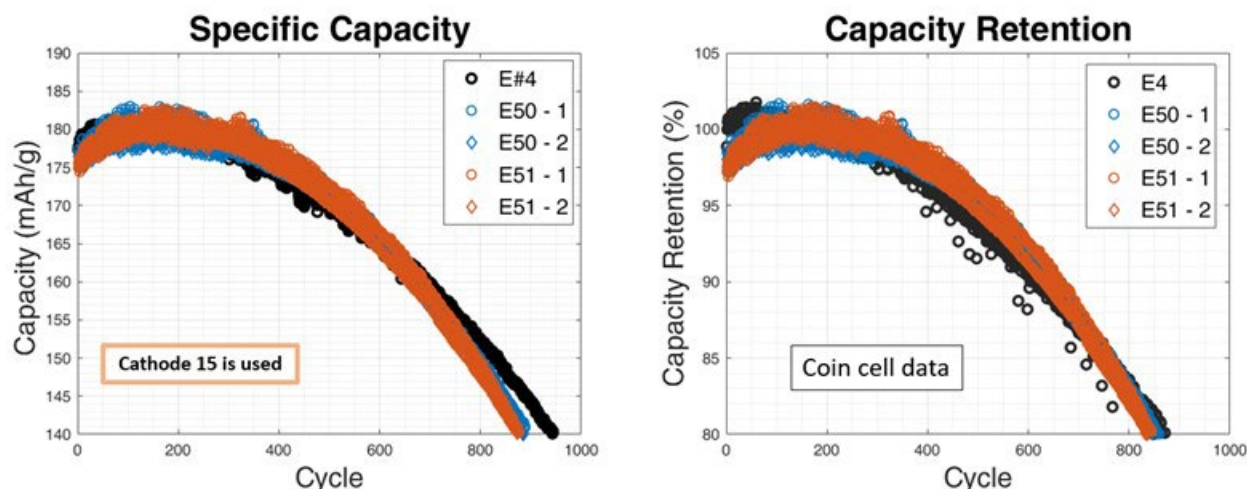 Specific Capacity
190
185
180
175
170
165
160
155
150
145
140
Capacity (mAh/g)
E#4
E50 - 1
E50 - 2
E51 - 1
E51 - 2
Cathode 15 is used
0
200
400
600
800
1000
Cycle
Capacity Retention
105
100
95
90
85
80
Capacity Retention (%)
E4
E50 - 1
E50 - 2
E51 - 1
E51 - 2
Coin cell data
0
200
400
600
800
1000
Cycle